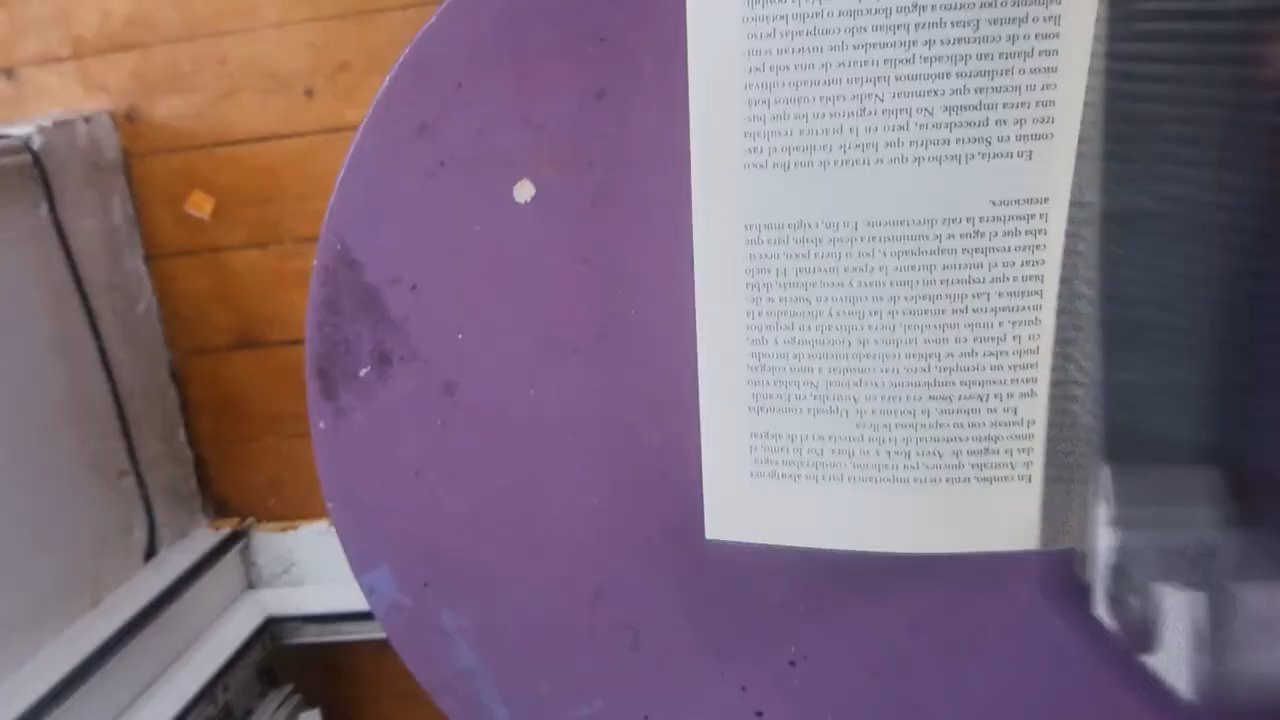 En cambio, tenía cierta importancia para los aborígenes
de Australia, quienes, por tradición, consideraban sagra-
da la región de Ayers Rock y su flora. Por lo tanto, el
único objeto existencial de la flor parecía ser el de alegrar
el paisaje con su caprichosa belleza.
En su informe, la botánica de Uppsala comentaba
que si la Desert Snow era rara en Australia, en Escandi-
navia resultaba simplemente excepcional. No había visto
jamás un ejemplar, pero, tras consultar a unos colegas,
pudo saber que se habían realizado intentos de introdu-
cir la planta en unos jardines de Gotemburgo y que,
quizá, a título individual, fuera cultivada en pequeños
invernaderos por amantes de las flores y aficionados a la
botánica. Las dificultades de su cultivo en Suecia se de-
bían a que requería un clima suave y seco; además, debía
estar en el interior durante la época invernal. El suelo
calizo resultaba inapropiado y, por si fuera poco, necesi-
taba que el agua se le suministrara desde abajo, para que
la absorbiera la raíz directamente. En fin, exigía muchas
atenciones.
En teoría, el hecho de que se tratara de una flor poco
común en Suecia tendría que haberle facilitado el ras-
treo de su procedencia, pero en la práctica resultaba
una tarea imposible. No había registros en los que bus-
car ni licencias que examinar. Nadie sabía cuántos botá-
nicos o jardineros anónimos habrían intentado cultivar
una planta tan delicada; podía tratarse de una sola per-
sona o de centenares de aficionados que tuvieran semi-
llas o plantas. Éstas quizá habían sido compradas perso-
nalmente o por correo a algún floricultor o jardín botánico